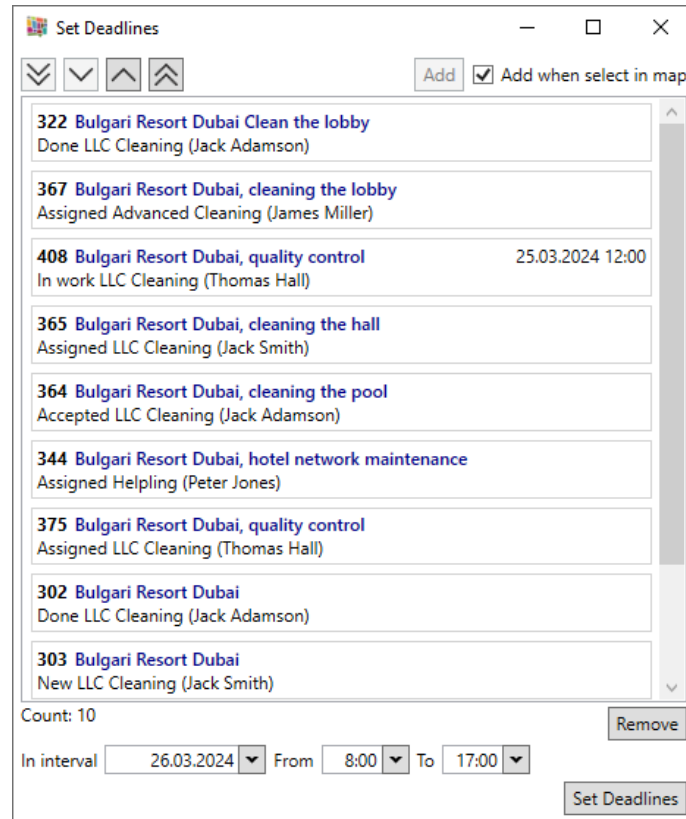 Set Deadlines
Add Add when select in map
322 Bulgari Resort Dubai Clean the lobby
Done LLC Cleaning (Jack Adamson)
367 Bulgari Resort Dubai, cleaning the lobby
Assigned Advanced Cleaning (James Miller)
408 Bulgari Resort Dubai, quality control 25.03.2024 12:00
In work LLC Cleaning (Thomas Hall)
365 Bulgari Resort Dubai, cleaning the hall
Assigned LLC Cleaning (Jack Smith)
364 Bulgari Resort Dubai, cleaning the pool
Accepted LLC Cleaning (Jack Adamson)
344 Bulgari Resort Dubai, hotel network maintenance
Assigned Helpling (Peter Jones)
375 Bulgari Resort Dubai, quality control
Assigned LLC Cleaning (Thomas Hall)
302 Bulgari Resort Dubai
Done LLC Cleaning (Jack Adamson)
303 Bulgari Resort Dubai
New LLC Cleaning (Jack Smith)
Count: 10
Remove
In interval 26.03.2024 From 8:00 To 17:00
Set Deadlines